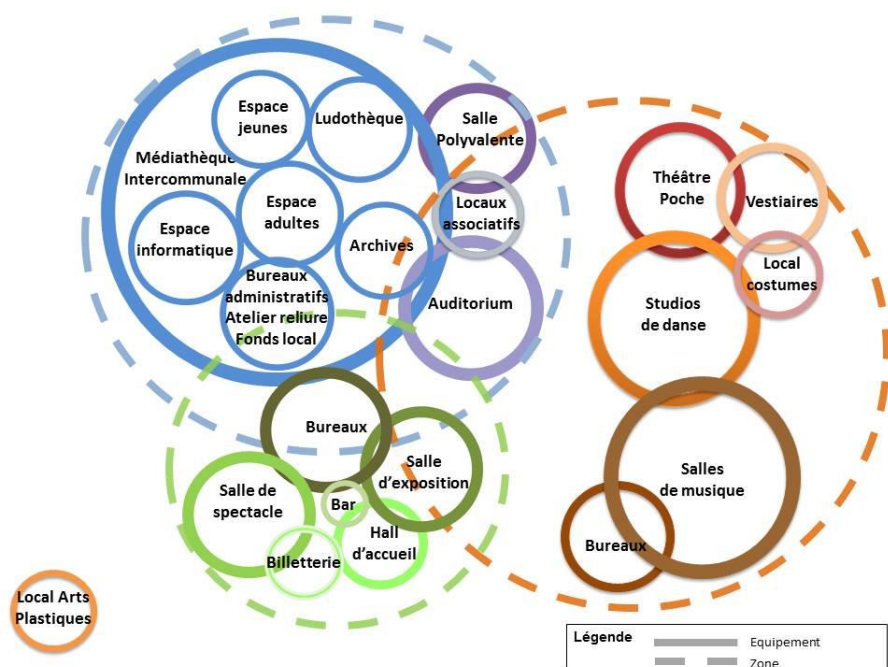 Espace
jeunes
Ludothèque
Salle
Polyvalente
Médiathèque
Intercommunale
Théâtre
Poche
Vestiaires
Espace
adultes
Locaux
associatifs
Espace
informatique
Archives
Local
costumes
Bureaux
administratifs
Atelier reliure
Fonds local
Auditorium
Studios
de danse
Bureaux
Salle
d'exposition
Salles
de musique
Salle de
spectacle
Bar
Hall
d'accueil
Billetterie
Bureaux
Local Arts
Plastiques
Légende
Equipement
Zone